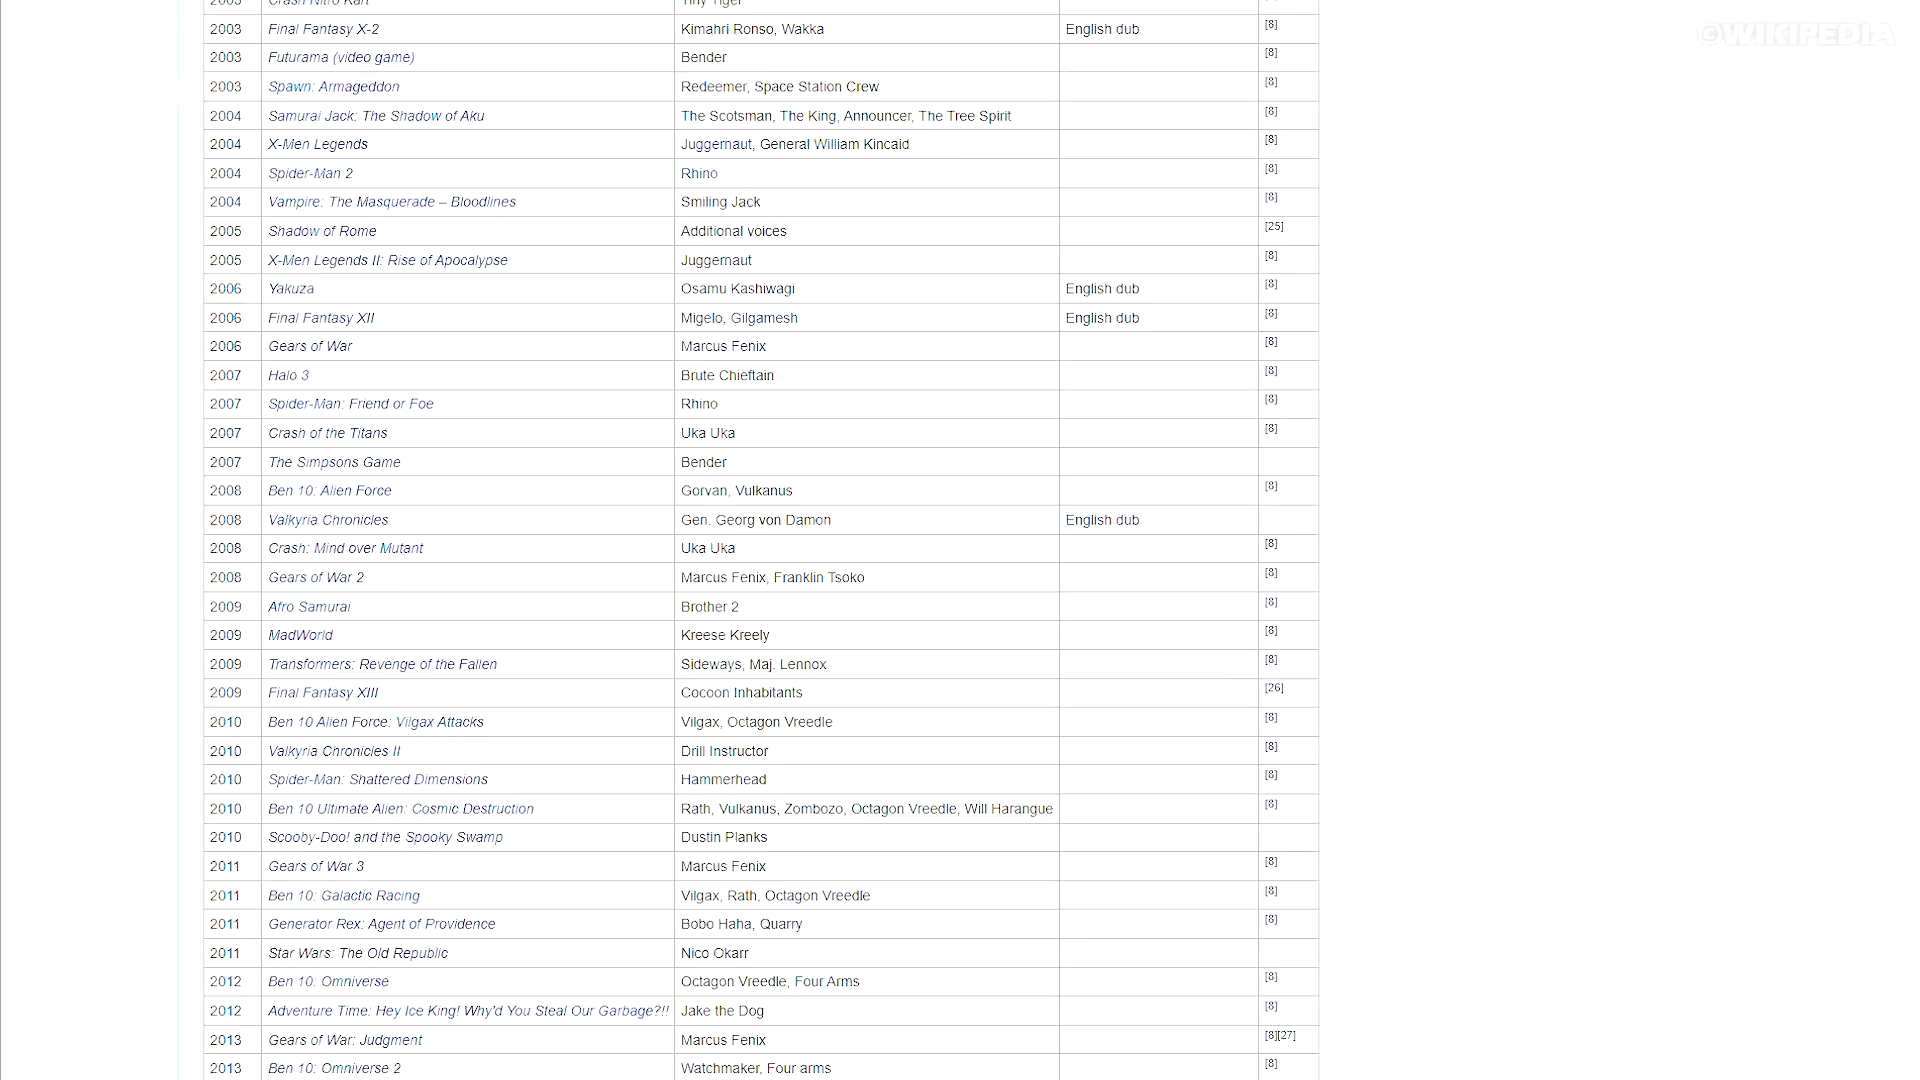 2003 Crash Nitro Kart Tiny Tiger
©WIKIPEDIA
2003 Final Fantasy X-2 Kimahri Ronso, Wakka English dub [8]
2003 Futurama (video game) Bender [8]
2003 Spawn: Armageddon Redeemer, Space Station Crew [8]
2004 Samurai Jack: The Shadow of Aku The Scotsman, The King, Announcer, The Tree Spirit [8]
2004 X-Men Legends Juggernaut, General William Kincaid [8]
2004 Spider-Man 2 Rhino [8]
2004 Vampire: The Masquerade – Bloodlines Smiling Jack [8]
2005 Shadow of Rome Additional voices [25]
2005 X-Men Legends II: Rise of Apocalypse Juggernaut [8]
2006 Yakuza Osamu Kashiwagi English dub [8]
2006 Final Fantasy XII Migelo, Gilgamesh English dub [8]
2006 Gears of War Marcus Fenix [8]
2007 Halo 3 Brute Chieftain [8]
2007 Spider-Man: Friend or Foe Rhino [8]
2007 Crash of the Titans Uka Uka [8]
2007 The Simpsons Game Bender
2008 Ben 10: Alien Force Gorvan, Vulkanus [8]
2008 Valkyria Chronicles Gen. Georg von Damon English dub
2008 Crash: Mind over Mutant Uka Uka [8]
2008 Gears of War 2 Marcus Fenix, Franklin Tsoko [8]
2009 Afro Samurai Brother 2 [8]
2009 MadWorld Kreese Kreely [8]
2009 Transformers: Revenge of the Fallen Sideways, Maj. Lennox [8]
2009 Final Fantasy XIII Cocoon Inhabitants [26]
2010 Ben 10 Alien Force: Vilgax Attacks Vilgax, Octagon Vreedle [8]
2010 Valkyria Chronicles II Drill Instructor [8]
2010 Spider-Man: Shattered Dimensions Hammerhead [8]
2010 Ben 10 Ultimate Alien: Cosmic Destruction Rath, Vulkanus, Zombozo, Octagon Vreedle, Will Harangue [8]
2010 Scooby-Doo! and the Spooky Swamp Dustin Planks
2011 Gears of War 3 Marcus Fenix [8]
2011 Ben 10: Galactic Racing Vilgax, Rath, Octagon Vreedle [8]
2011 Generator Rex: Agent of Providence Bobo Haha, Quarry [8]
2011 Star Wars: The Old Republic Nico Okarr
2012 Ben 10: Omniverse Octagon Vreedle, Four Arms [8]
2012 Adventure Time: Hey Ice King! Why'd You Steal Our Garbage?!! Jake the Dog [8]
2013 Gears of War: Judgment Marcus Fenix [8][27]
2013 Ben 10: Omniverse 2 Watchmaker, Four arms [8]